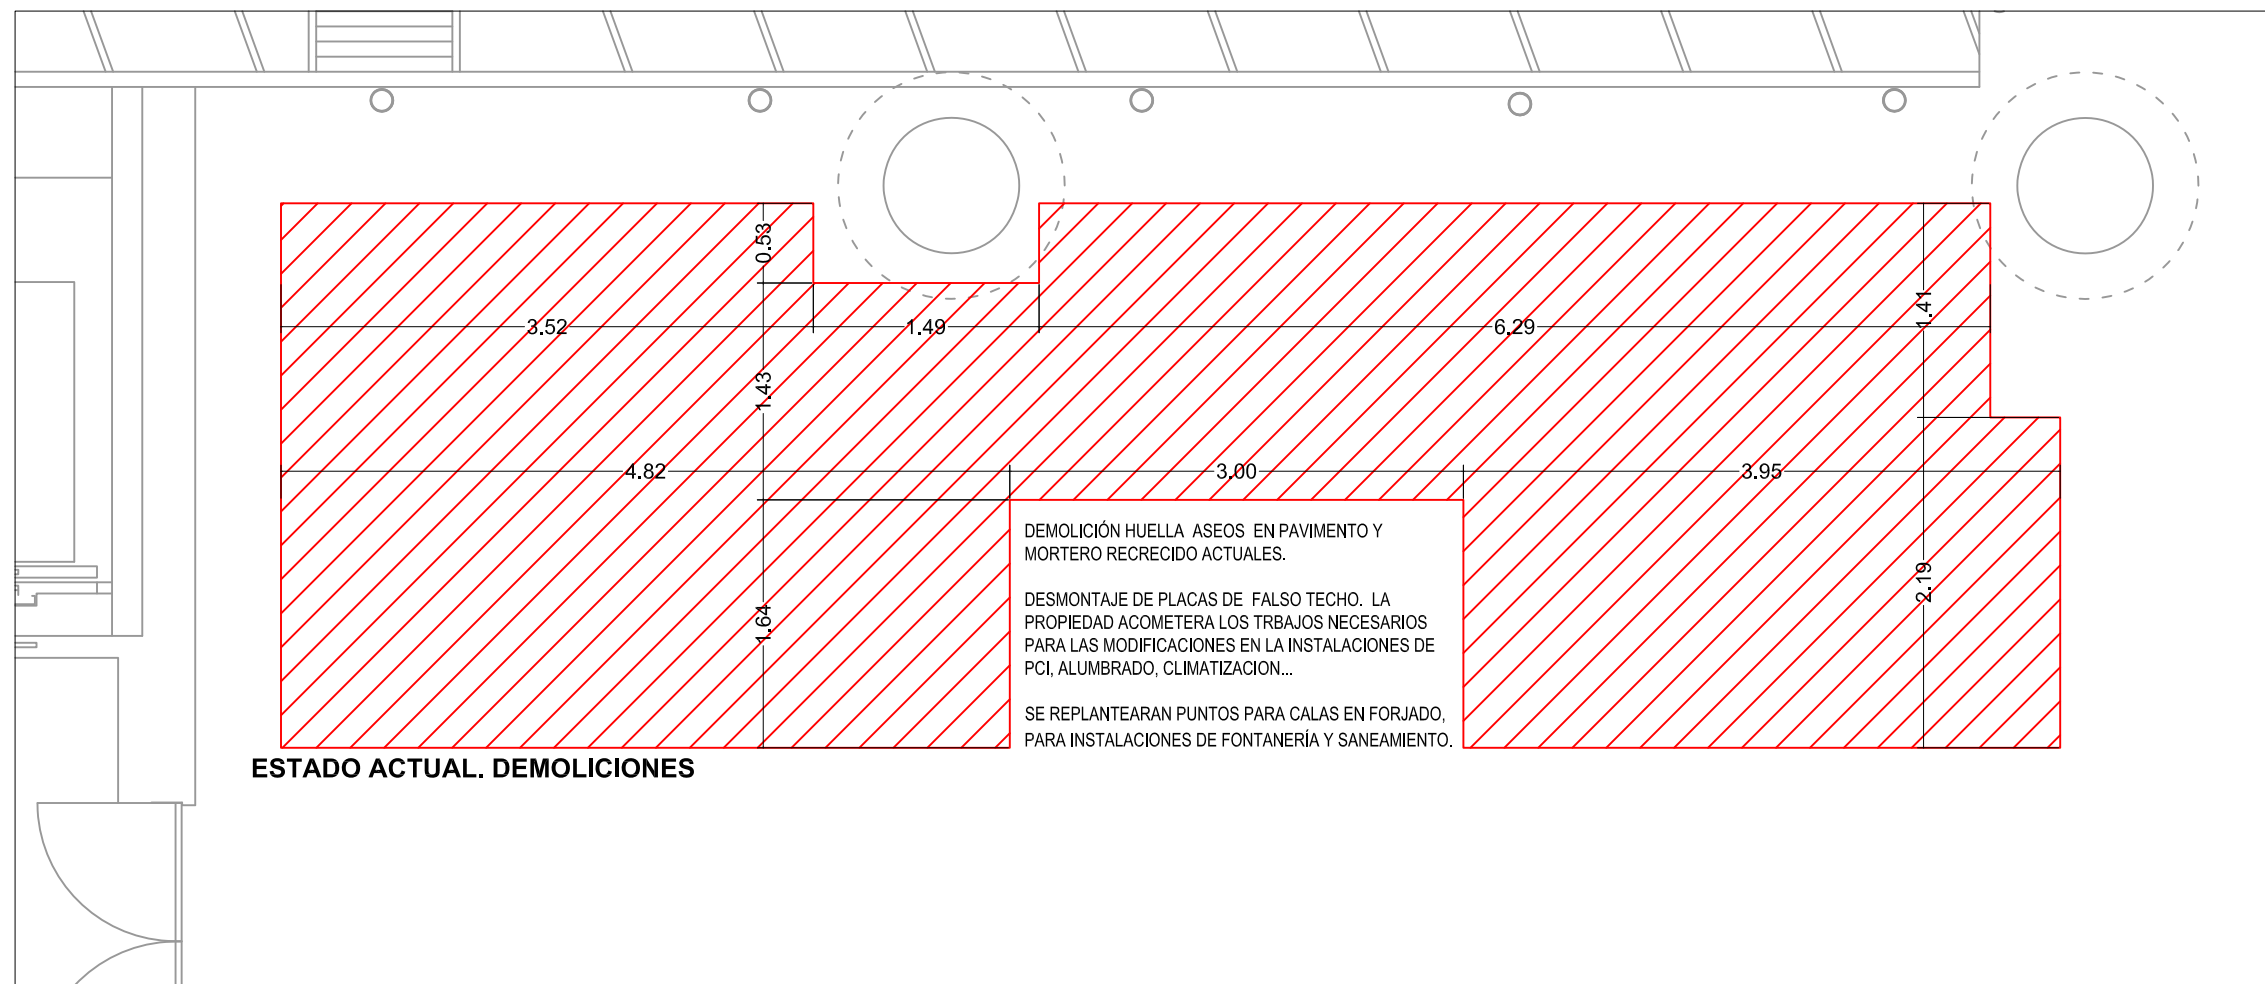 0.53
3.52
1.49
6.29
1.41
1.43
4.82
3.00
3.95
DEMOLICIÓN HUELLA ASEOS EN PAVIMENTO Y
MORTERO RECRECIDO ACTUALES.
DESMONTAJE DE PLACAS DE FALSO TECHO. LA
PROPIEDAD ACOMETERA LOS TRBAJOS NECESARIOS
PARA LAS MODIFICACIONES EN LA INSTALACIONES DE
PCI, ALUMBRADO, CLIMATIZACION...
SE REPLANTEARAN PUNTOS PARA CALAS EN FORJADO,
PARA INSTALACIONES DE FONTANERÍA Y SANEAMIENTO.
2.19
1.64
ESTADO ACTUAL. DEMOLICIONES